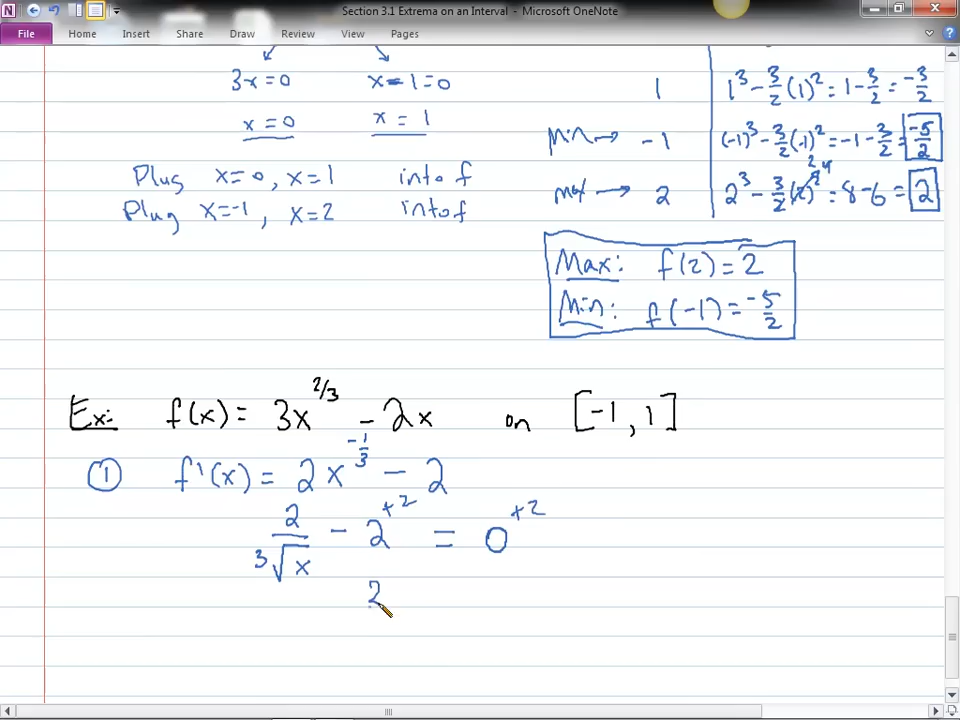 Section 3.1 Extrema on an Interval - Microsoft OneNote
File Home Insert Share Draw Review View Pages
3x=0 x-1=0
x=0 x=1
Plug x=0, x=1 into f
Plug x=-1, x=2 into f
1 1³ - 3/2(1)² = 1 - 3/2 = -3/2
Min → -1 (-1)³ - 3/2(-1)² = -1 - 3/2 = -5/2
max → 2 2³ - 3/2(2)² = 8-6 = 2
Max: f(2) = 2
Min: f(-1) = -5/2
Ex: f(x) = 3x^2/3 - 2x on [-1, 1]
① f'(x) = 2x^-1/3 - 2
2/³√x - 2 +2 = 0 +2
2